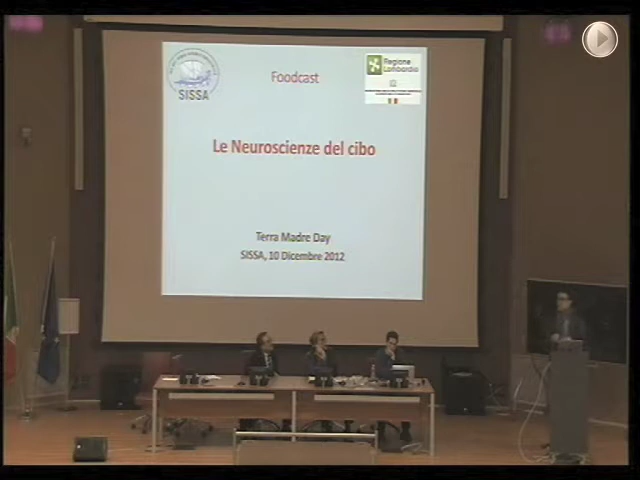 Foodcast
SISSA
Regione
Lombardia
Le Neuroscienze del cibo
Terra Madre Day
SISSA, 10 Dicembre 2012